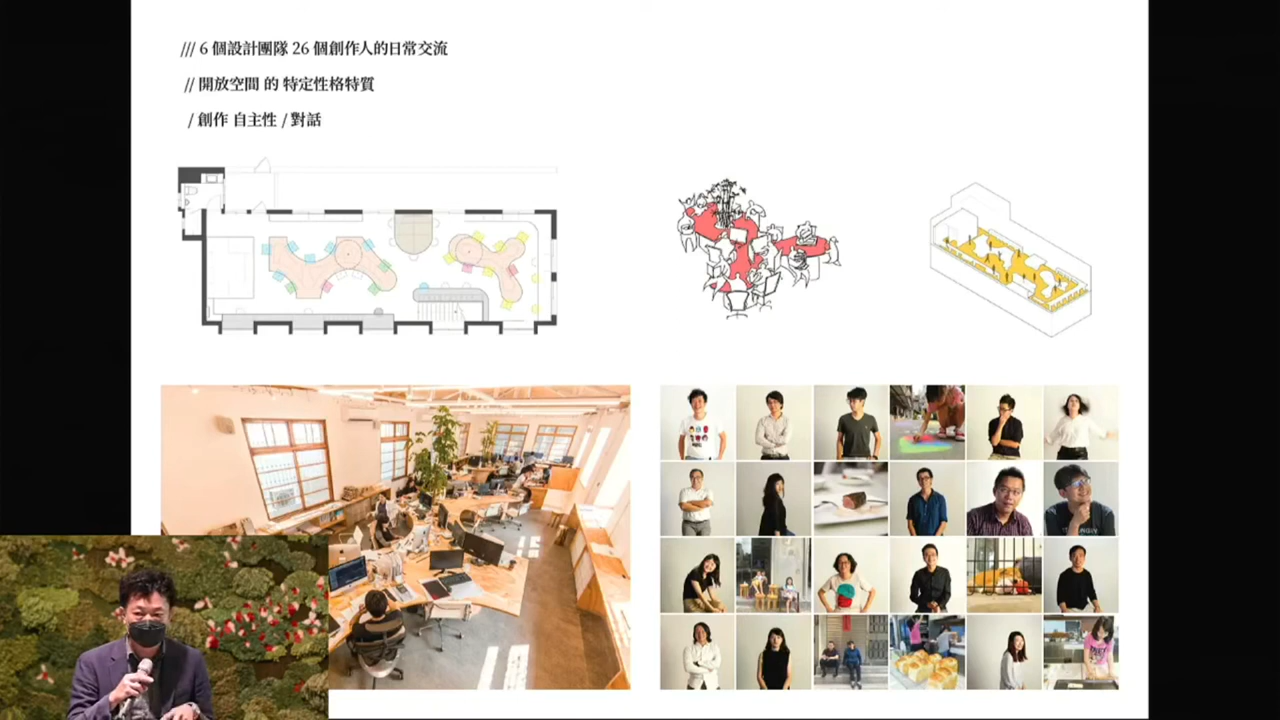 /// 6 個設計團隊 26 個創作人的日常交流
// 開放空間 的 特定性格特質
/ 創作 自主性 / 對話